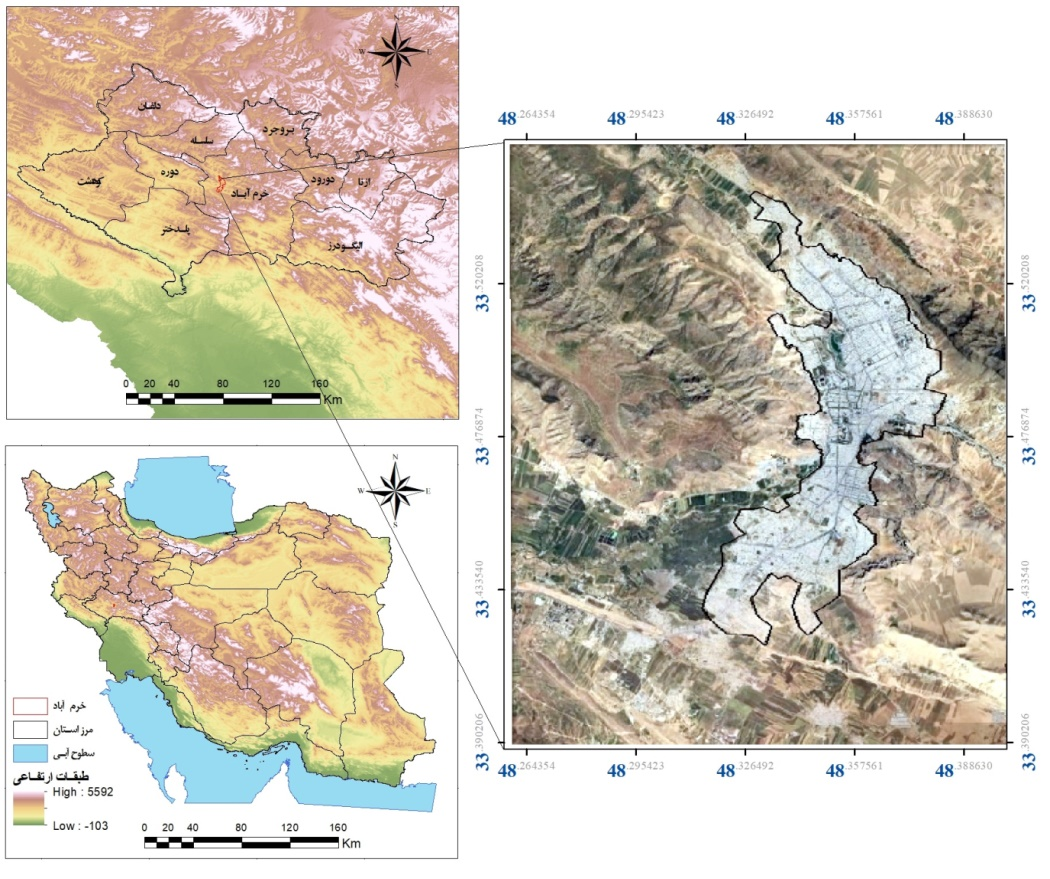 N
W E
S
دلفان
بروجرد
سلسله
کوهدشت
دوره
خرم آباد
دورود
ازنا
پلدختر
الیگودرز
0 20 40 80 120 160
Km
N
W E
S
خرم آباد
مرز استان
سطوح آبی
طبقات ارتفاعی
High : 5592
Low : -103
0 20 40 80 120 160
Km
48.264354 48.295423 48.326492 48.357561 48.388630
33.520208
33.476874
33.433540
33.390206
33.520208
33.476874
33.433540
33.390206
48.264354 48.295423 48.326492 48.357561 48.388630